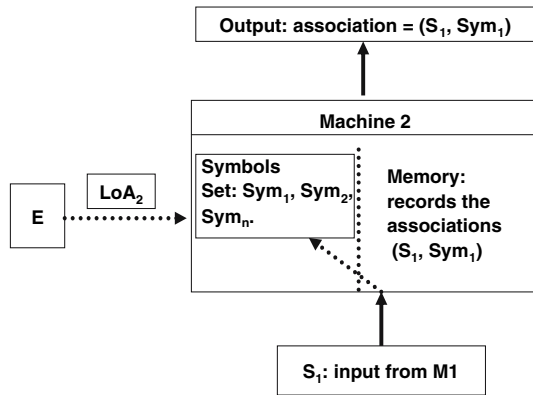 Output: association = (S₁, Sym₁)
Machine 2
Symbols
Set: Sym₁, Sym₂,
Symₙ.
Memory:
records the
associations
(S₁, Sym₁)
LoA₂
E
S₁: input from M1